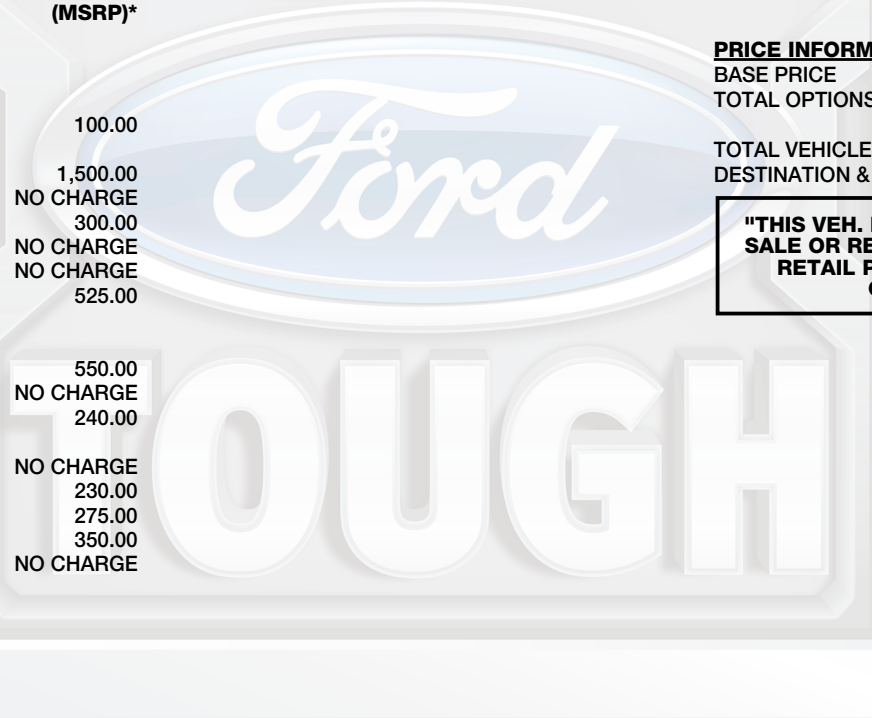 (MSRP)*
100.00
1,500.00
NO CHARGE
300.00
NO CHARGE
NO CHARGE
525.00
550.00
NO CHARGE
240.00
NO CHARGE
230.00
275.00
350.00
NO CHARGE
PRICE INFORM
BASE PRICE
TOTAL OPTIONS
TOTAL VEHICLE
DESTINATION &
"THIS VEH.
SALE OR RE
RETAIL P
Ford
TOUGH